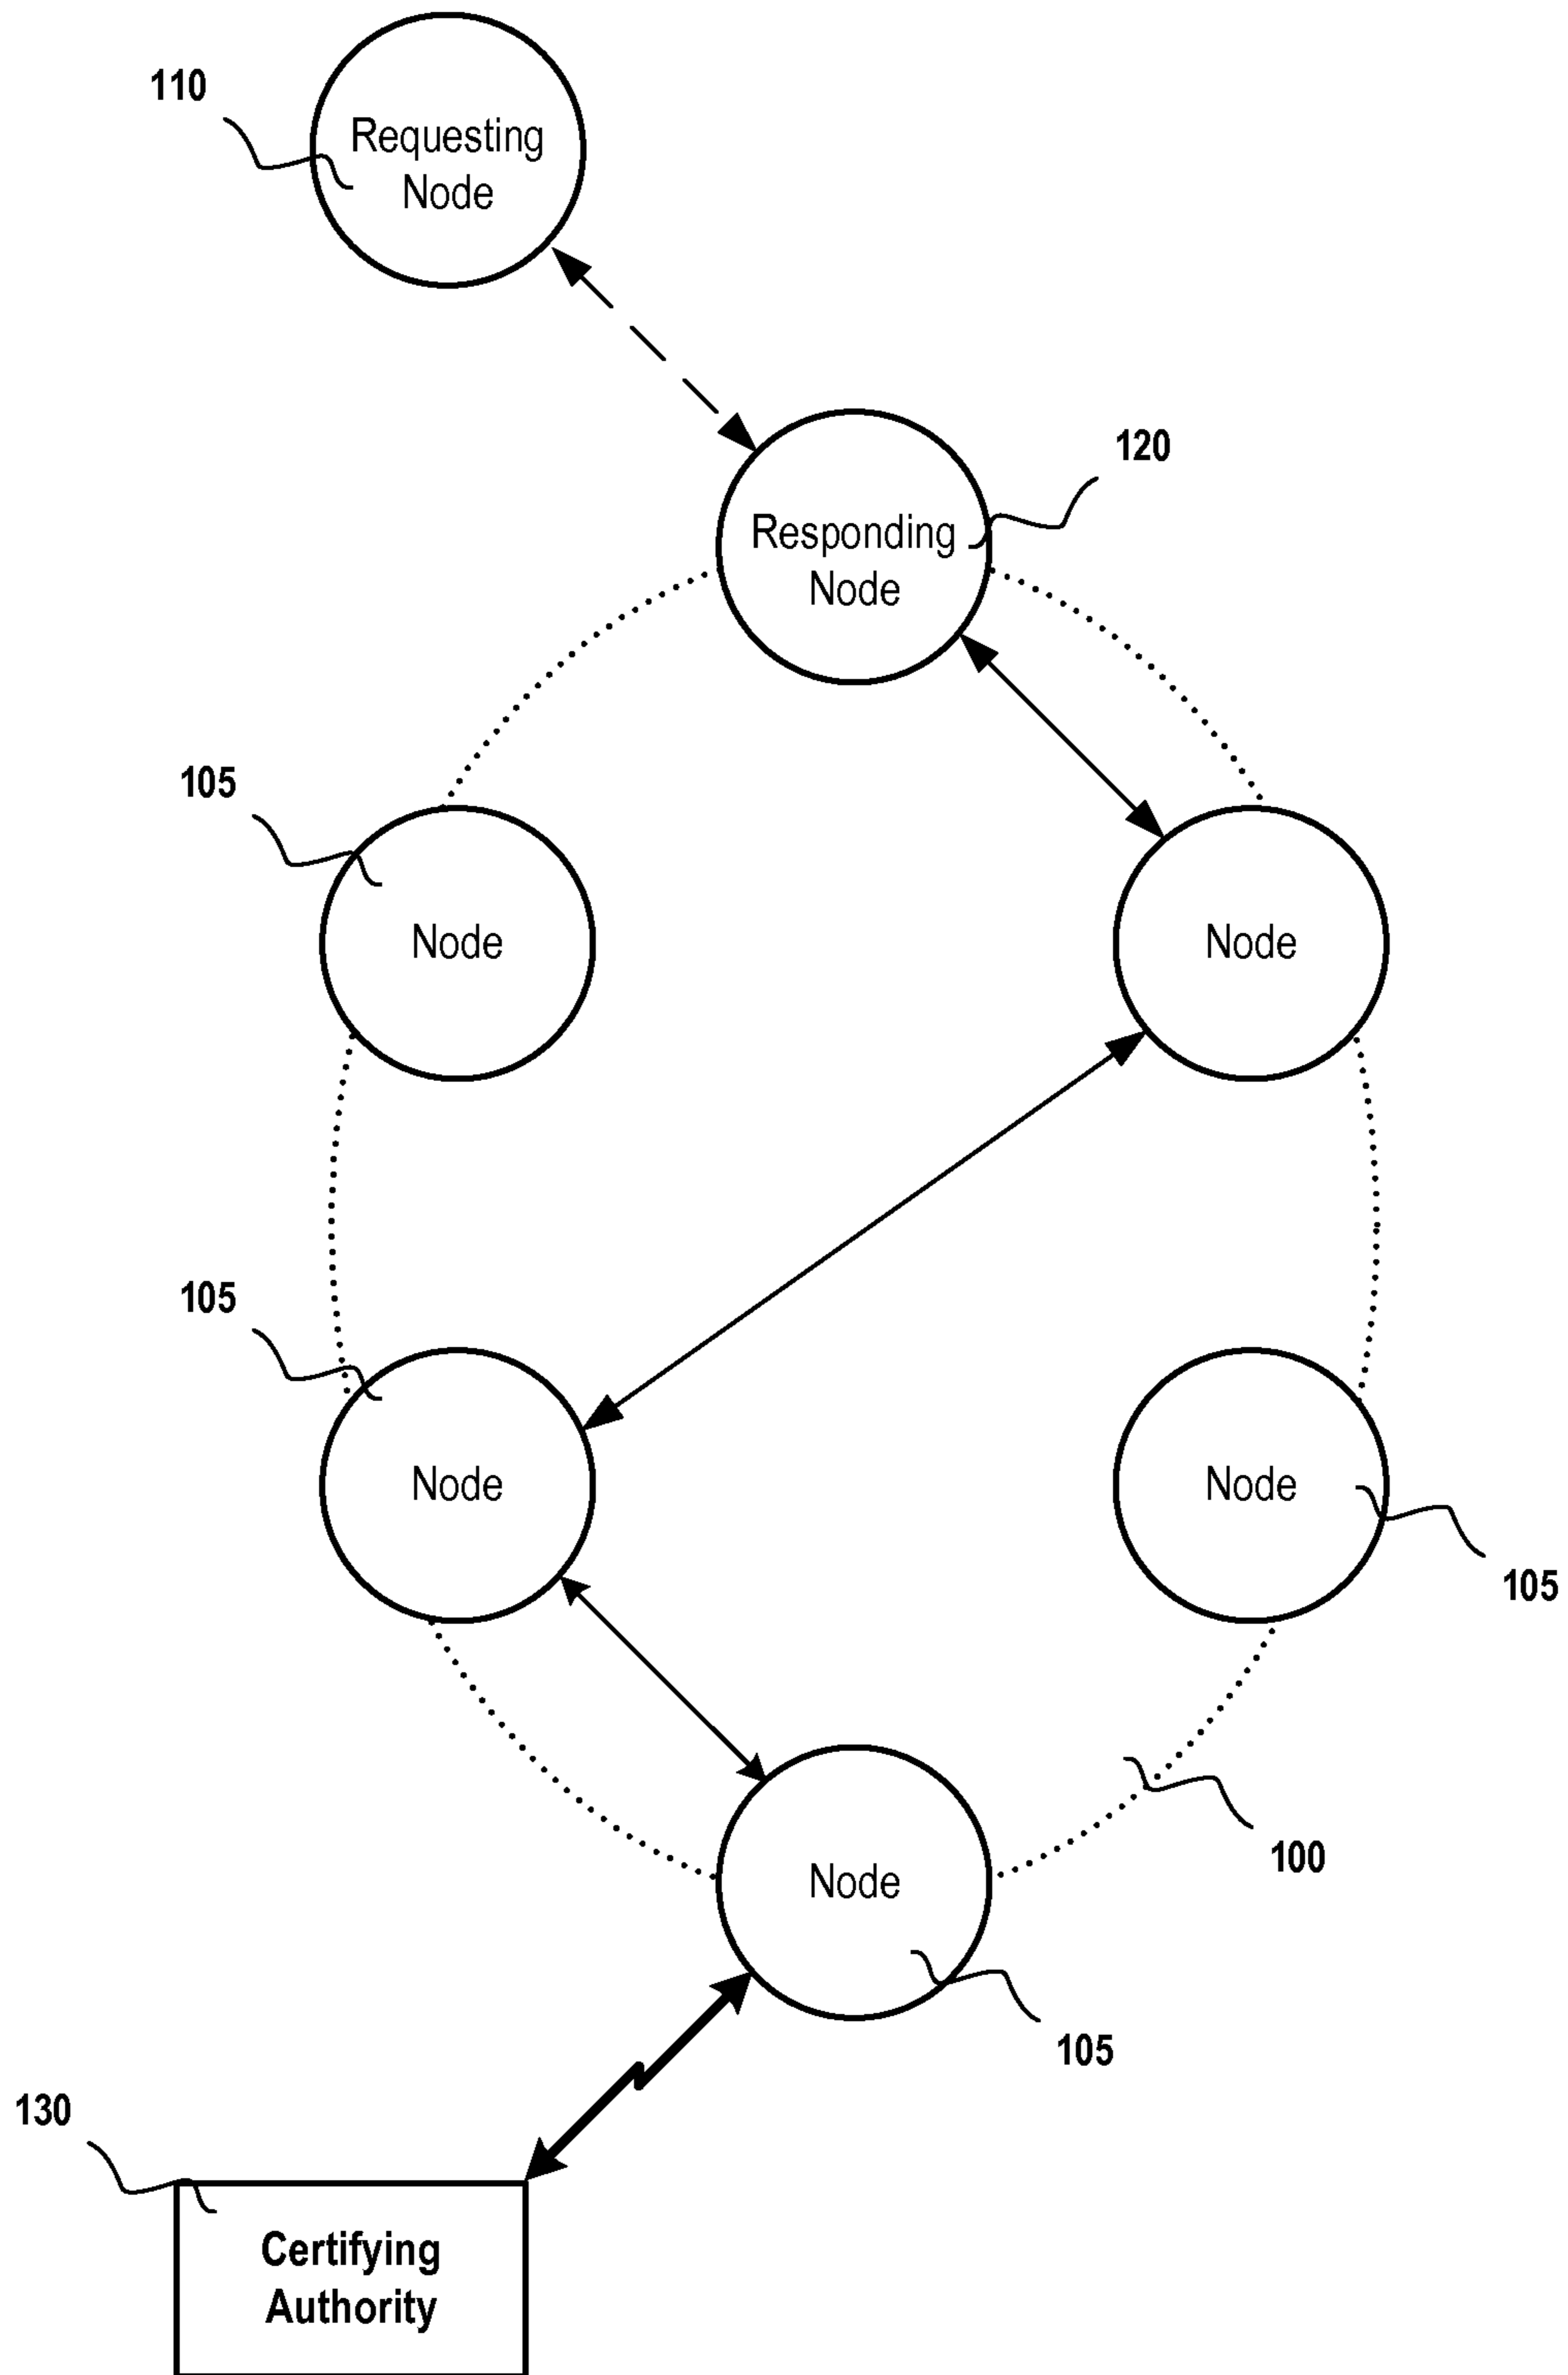 110
Requesting
Node
120
Responding
Node
105
Node
Node
105
Node
Node
105
100
Node
105
130
Certifying
Authority